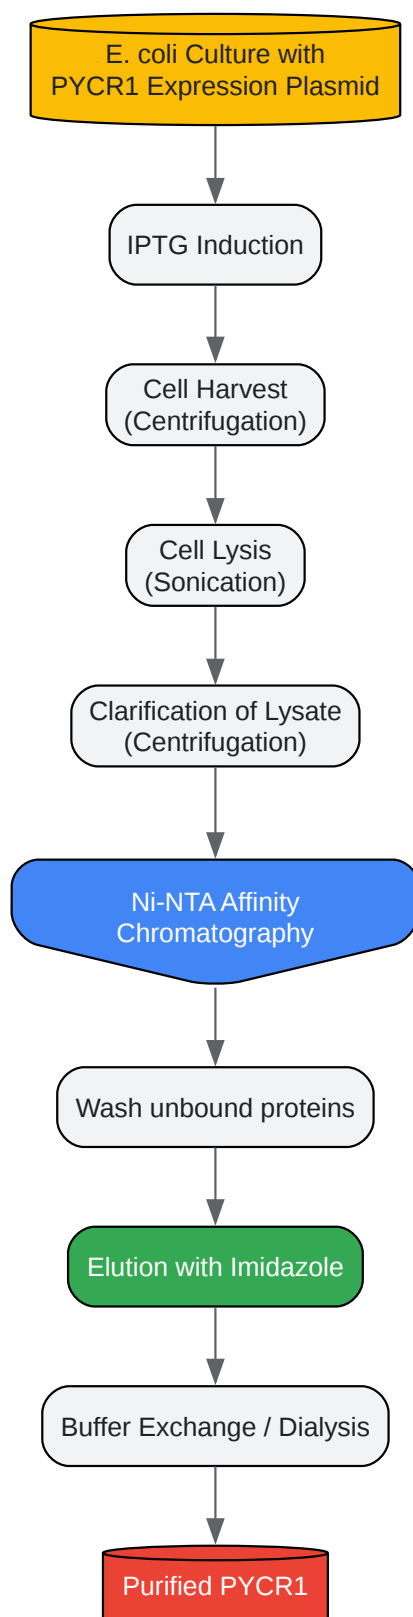 E. coli Culture with
PYCR1 Expression Plasmid
IPTG Induction
Cell Harvest
(Centrifugation)
Cell Lysis
(Sonication)
Clarification of Lysate
(Centrifugation)
Ni-NTA Affinity
Chromatography
Wash unbound proteins
Elution with Imidazole
Buffer Exchange / Dialysis
Purified PYCR1